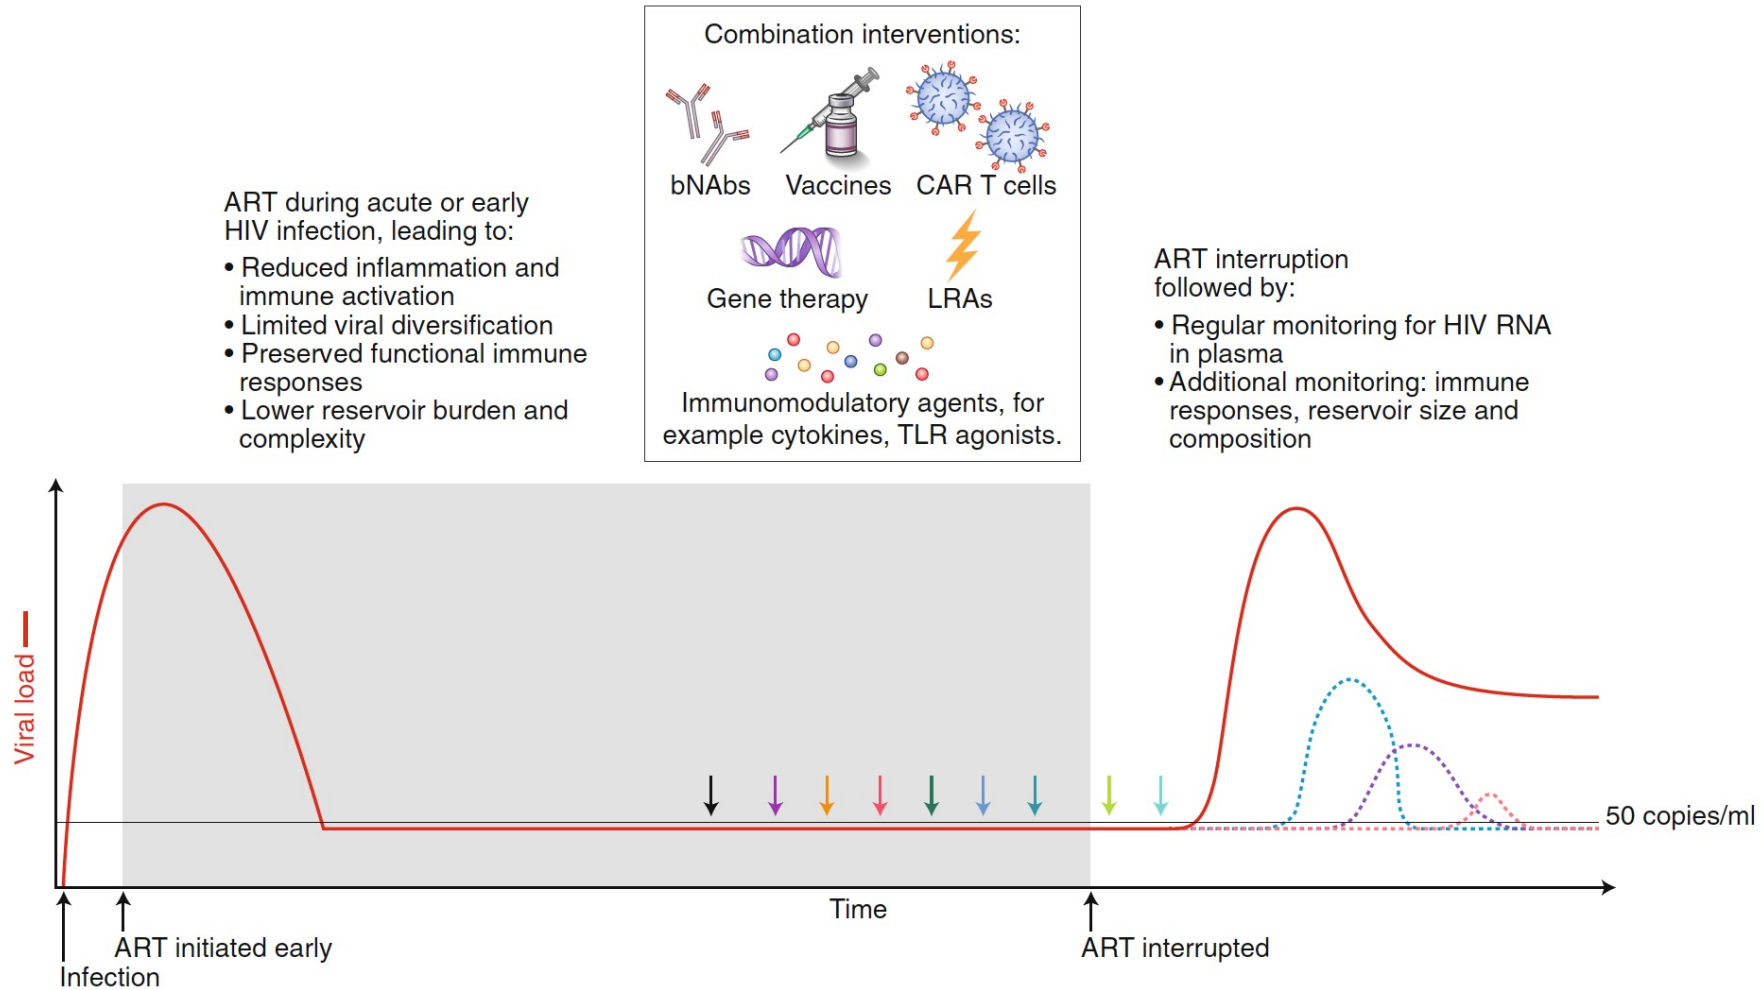 Combination interventions:
bNAbs
Vaccines
CAR T cells
Gene therapy
LRAs
Immunomodulatory agents, for
example cytokines, TLR agonists.
ART during acute or early
HIV infection, leading to:
• Reduced inflammation and
immune activation
• Limited viral diversification
• Preserved functional immune
responses
• Lower reservoir burden and
complexity
ART interruption
followed by:
• Regular monitoring for HIV RNA
in plasma
• Additional monitoring: immune
responses, reservoir size and
composition
Viral load
50 copies/ml
Time
ART initiated early
Infection
ART interrupted